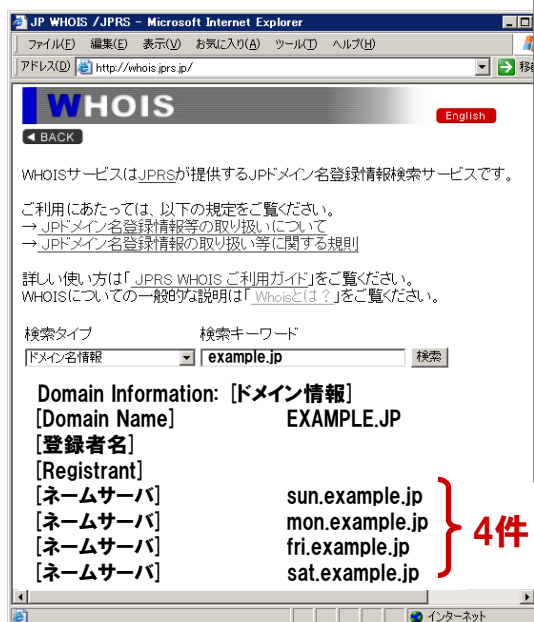 JP WHOIS /JPRS - Microsoft Internet Explorer
ファイル(F) 編集(E) 表示(V) お気に入り(A) ツール(T) ヘルプ(H)
アドレス(D) http://whois.jprs.jp/
WHOIS
English
BACK
WHOISサービスはJPRSが提供するJPドメイン名登録情報検索サービスです。
ご利用にあたっては、以下の規定をご覧ください。
→ JPドメイン名登録情報等の取り扱いについて
→ JPドメイン名登録情報の取り扱い等に関する規則
詳しい使い方は「 JPRS WHOIS ご利用ガイド」をご覧ください。
WHOISについての一般的な説明は「 Whoisとは？」をご覧ください。
検索タイプ 検索キーワード
ドメイン名情報 example.jp 検索
Domain Information: [ドメイン情報]
[Domain Name] EXAMPLE.JP
[登録者名]
[Registrant]
[ネームサーバ] sun.example.jp
[ネームサーバ] mon.example.jp
[ネームサーバ] fri.example.jp
[ネームサーバ] sat.example.jp
4件
インターネット